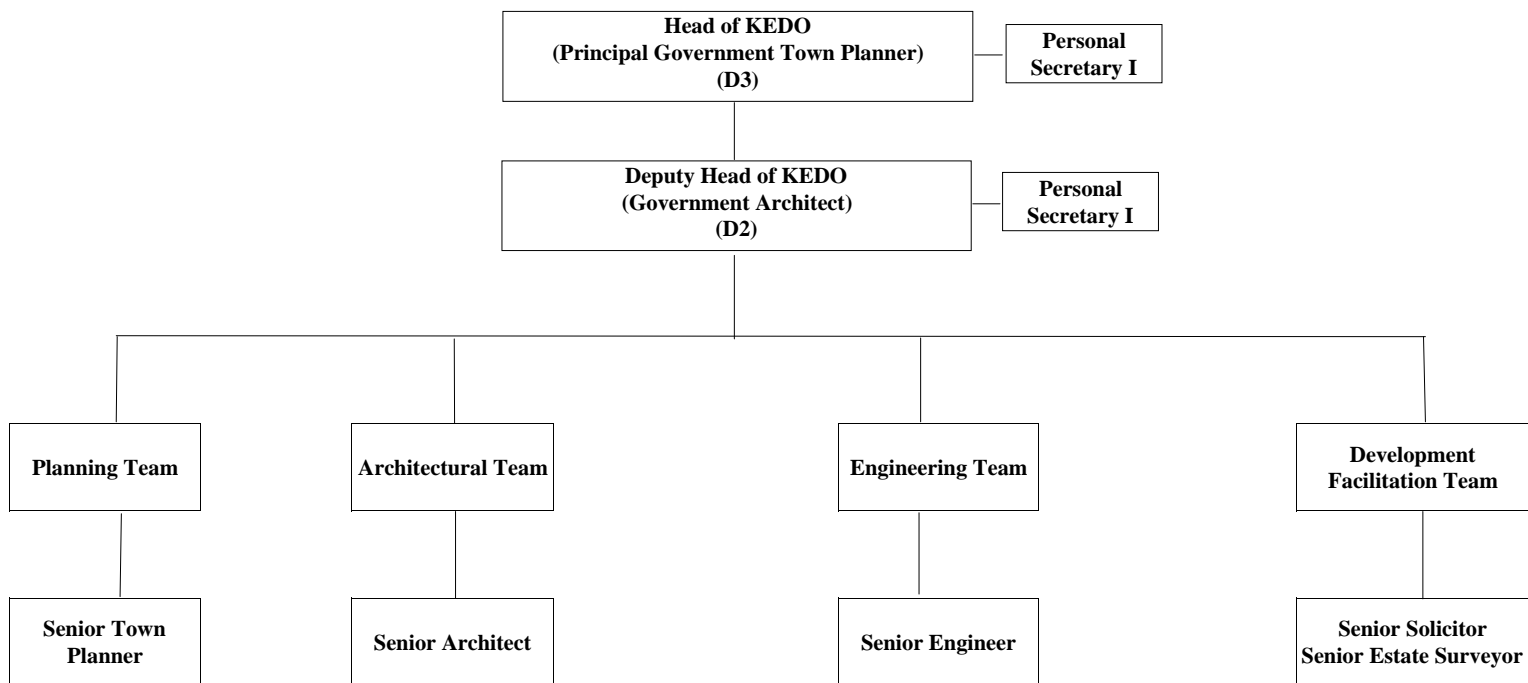 Head of KEDO
(Principal Government Town Planner)
(D3)
Personal
Secretary I
Deputy Head of KEDO
(Government Architect)
(D2)
Personal
Secretary I
Planning Team
Architectural Team
Engineering Team
Development
Facilitation Team
Senior Town
Planner
Senior Architect
Senior Engineer
Senior Solicitor
Senior Estate Surveyor